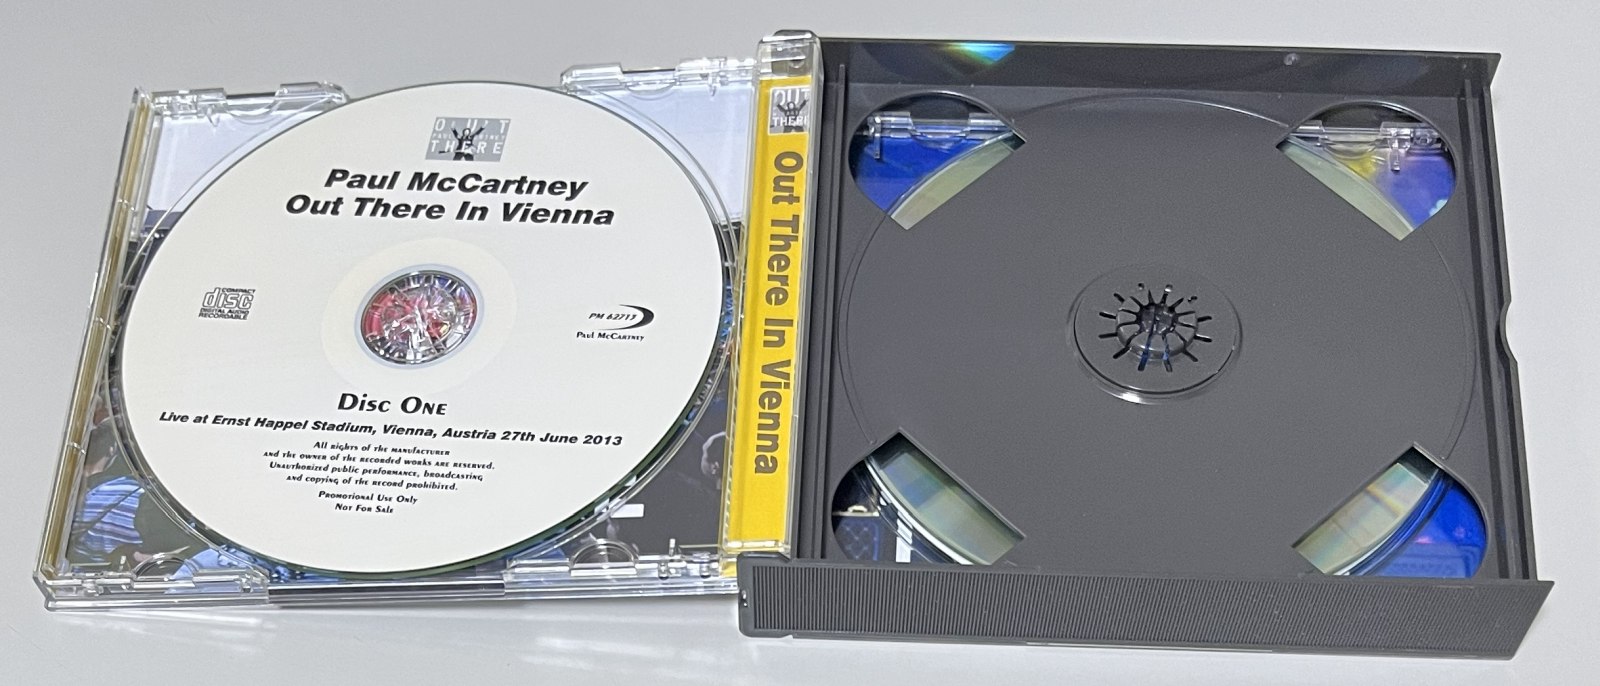 OUT
PAUL McCARTNEY
THERE
Paul McCartney
Out There In Vienna
COMPACT
disc
DIGITAL AUDIO
RECORDABLE
PM 62713
Paul McCartney
Disc One
Live at Ernst Happel Stadium, Vienna, Austria 27th June 2013
All rights of the manufacturer
and the owner of the recorded works are reserved.
Unauthorized public performance, broadcasting
and copying of the record prohibited.
Promotional Use Only
Not For Sale
OUT
THERE
Out There In Vienna